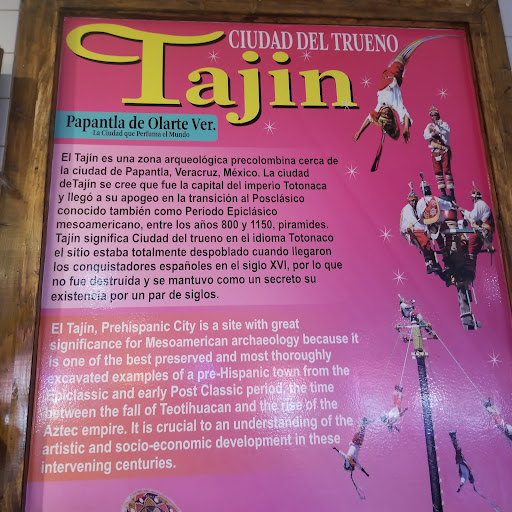 CIUDAD DEL TRUENO
Tajin
Papantla de Olarte Ver.
La Ciudad que Perfuma el Mundo
El Tajín es una zona arqueológica precolombina cerca de
la ciudad de Papantla, Veracruz, México. La ciudad
deTajín se cree que fue la capital del imperio Totonaca
y llegó a su apogeo en la transición al Posclásico
conocido también como Periodo Epiclásico
mesoamericano, entre los años 800 y 1150, piramides.
Tajín significa Ciudad del trueno en el idioma Totonaco
el sitio estaba totalmente despoblado cuando llegaron
los conquistadores españoles en el siglo XVI, por lo que
no fue destruída y se mantuvo como un secreto su
existencia por un par de siglos.
El Tajín, Prehispanic City is a site with great
significance for Mesoamerican archaeology because it
is one of the best preserved and most thoroughly
excavated examples of a pre-Hispanic town from the
Epiclassic and early Post Classic period, the time
between the fall of Teotihuacan and the rise of the
Aztec empire. It is crucial to an understanding of the
artistic and socio-economic development in these
intervening centuries.